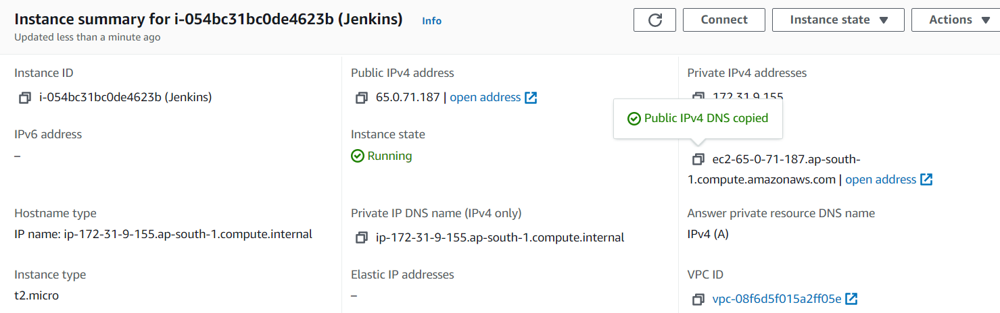 Instance summary for i-054bc31bc0de4623b (Jenkins) Info
Updated less than a minute ago
Connect
Instance state
Actions
Instance ID
i-054bc31bc0de4623b (Jenkins)
Public IPv4 address
65.0.71.187 | open address
Private IPv4 addresses
172.31.9.155
Public IPv4 DNS copied
IPv6 address
–
Instance state
Running
ec2-65-0-71-187.ap-south-
1.compute.amazonaws.com | open address
Hostname type
IP name: ip-172-31-9-155.ap-south-1.compute.internal
Private IP DNS name (IPv4 only)
ip-172-31-9-155.ap-south-1.compute.internal
Answer private resource DNS name
IPv4 (A)
Instance type
t2.micro
Elastic IP addresses
–
VPC ID
vpc-08f6d5f015a2ff05e